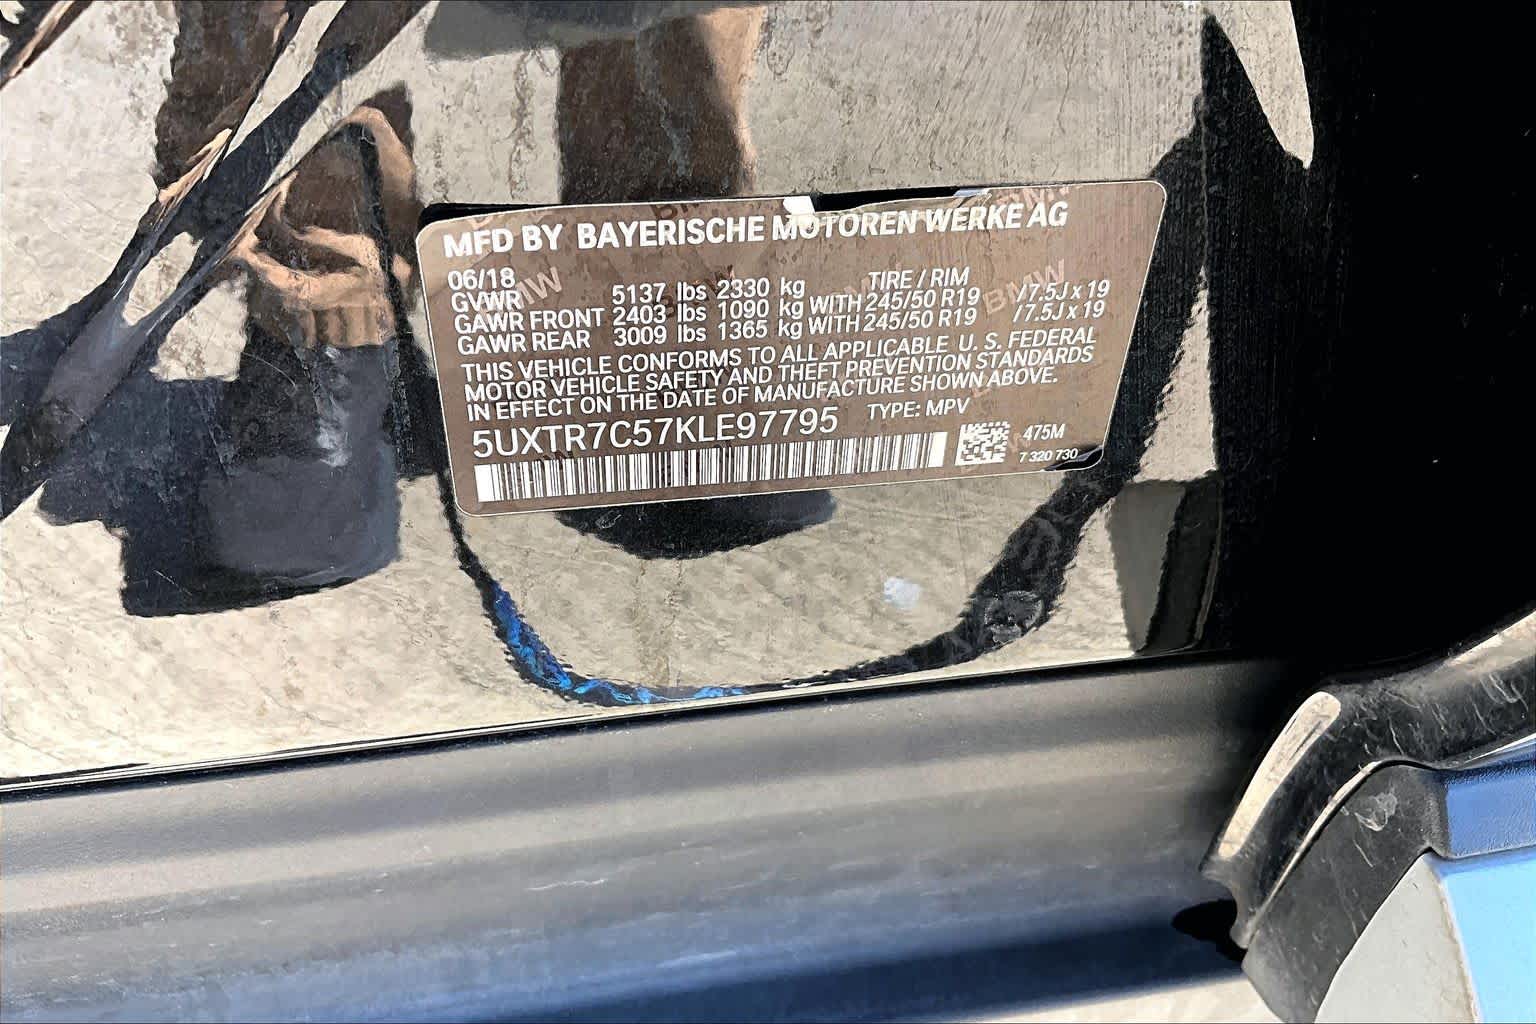 MFD BY BAYERISCHE MOTOREN WERKE AG
06/18 TIRE / RIM
GVWR 5137 lbs 2330 kg
GAWR FRONT 2403 lbs 1090 kg WITH 245/50 R19 / 7.5J x 19
GAWR REAR 3009 lbs 1365 kg WITH 245/50 R19 / 7.5J x 19
THIS VEHICLE CONFORMS TO ALL APPLICABLE U. S. FEDERAL
MOTOR VEHICLE SAFETY AND THEFT PREVENTION STANDARDS
IN EFFECT ON THE DATE OF MANUFACTURE SHOWN ABOVE.
5UXTR7C57KLE97795 TYPE: MPV
475M
7 320 730